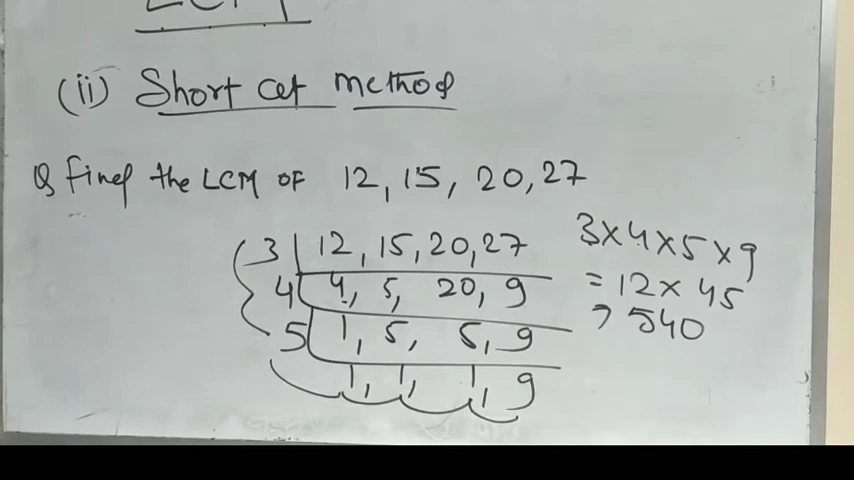 LCM
(ii) Short cut method
Q Find the LCM OF 12, 15, 20, 27
3 | 12, 15, 20, 27
4 | 4, 5, 20, 9
5 | 1, 5, 5, 9
1, 1, 1, 9
3 x 4 x 5 x 9
= 12 x 45
= 540